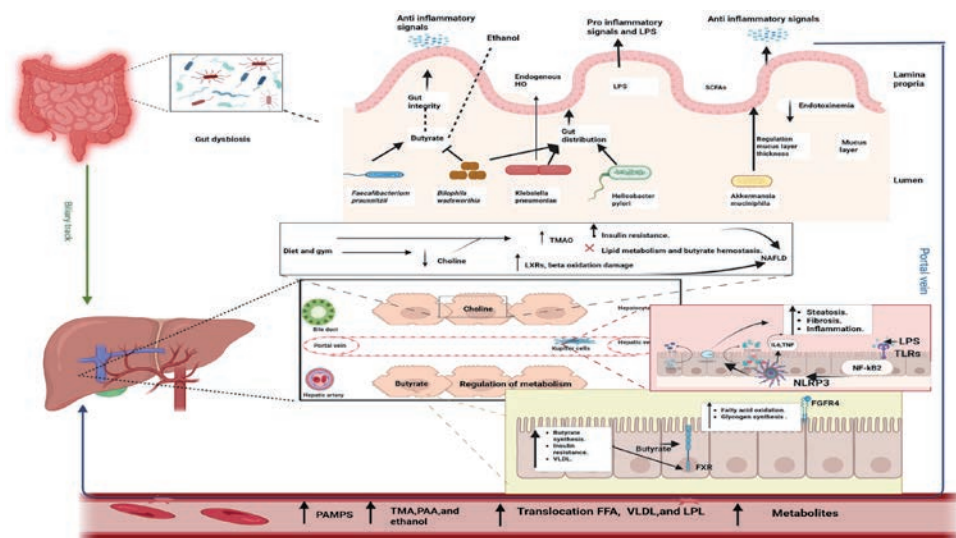 Anti inflammatory
signals
Ethanol
Pro inflammatory
signals and LPS
Anti inflammatory signals
Lamina
propria
Endogenous
HO
LPS
SCFAs
Gut
integrity
Endotoxinemia
Gut dysbiosis
Butyrate
Gut
distribution
Regulation
mucus layer
thickness
Mucus
layer
Lumen
Faecalibacterium
prausnitzii
Bilophila
wadsworthia
Klebsiella
pneumoniae
Helicobacter
pylori
Akkermansia
muciniphila
Biliary track
Portal vein
Diet and gym
TMAO
Insulin resistance.
Lipid metabolism and butyrate hemostasis.
Choline
LXRs, beta oxidation damage
NAFLD
Choline
Bile duct
Portal vein
Kupffer cells
Hepatic artery
Butyrate
Regulation of metabolism
• Steatosis.
• Fibrosis.
• Inflammation.
IL6,TNF
LPS
TLRs
NF-kB2
NLRP3
• Fatty acid oxidation.
• Glycogen synthesis .
FGFR4
• Butyrate
synthesis.
• Insulin
resistance.
• VLDL.
Butyrate
FXR
PAMPS
TMA,PAA,and
ethanol
Translocation FFA, VLDL,and LPL
Metabolites